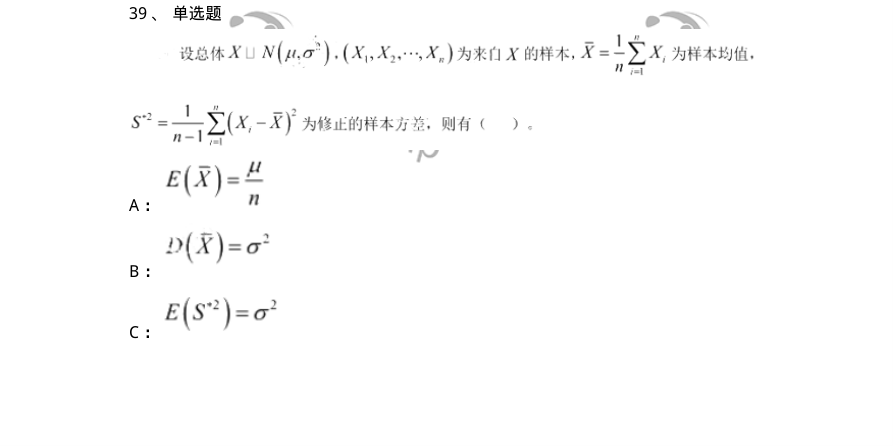 39、 单选题
设总体 X □ N(μ,σ²), (X₁,X₂,⋯,Xₙ)为来自 X 的样本, X̄ = 1/n ∑ᵢ₌₁ⁿ Xᵢ 为样本均值,
S*² = 1/(n−1) ∑ᵢ₌₁ⁿ (Xᵢ − X̄)² 为修正的样本方差, 则有 (  ) 。
A： E(X̄) = μ/n
B： D(X̄) = σ²
C： E(S*²) = σ²